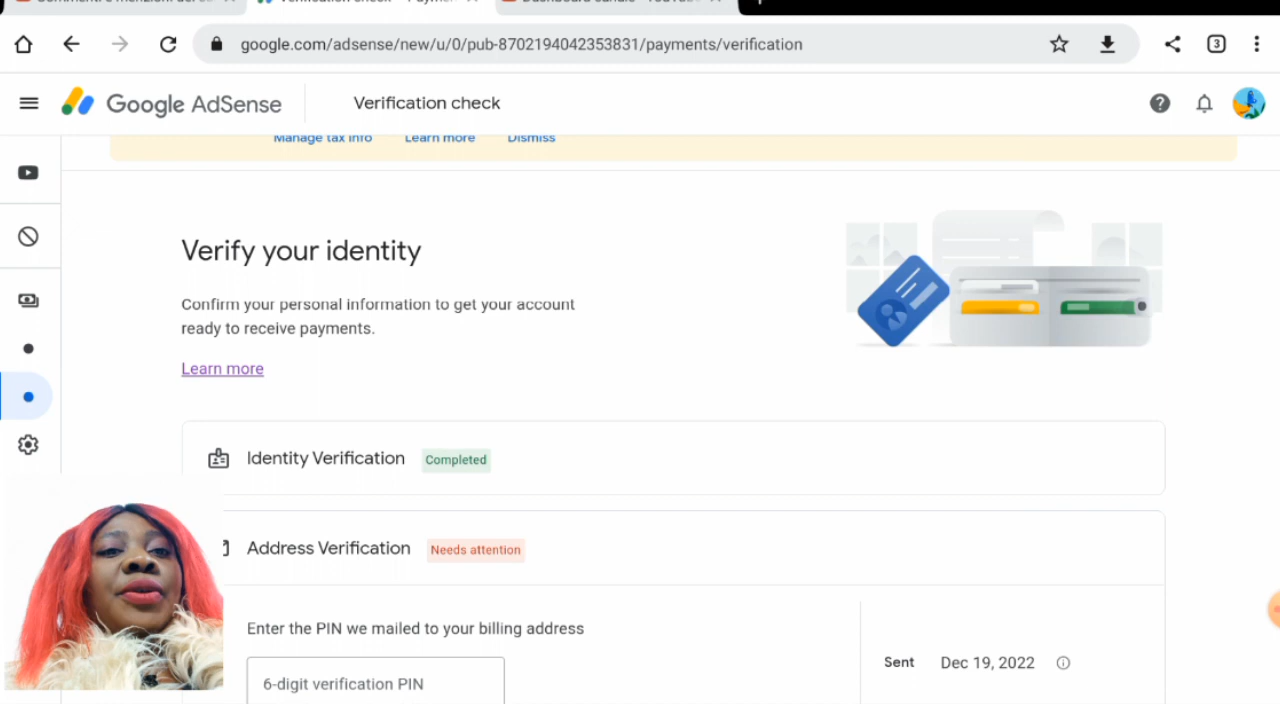 google.com/adsense/new/u/0/pub-8702194042353831/payments/verification
3
Google AdSense
Verification check
Manage tax info Learn more Dismiss
Verify your identity
Confirm your personal information to get your account
ready to receive payments.
Learn more
Identity Verification Completed
Address Verification Needs attention
Enter the PIN we mailed to your billing address
Sent Dec 19, 2022
6-digit verification PIN